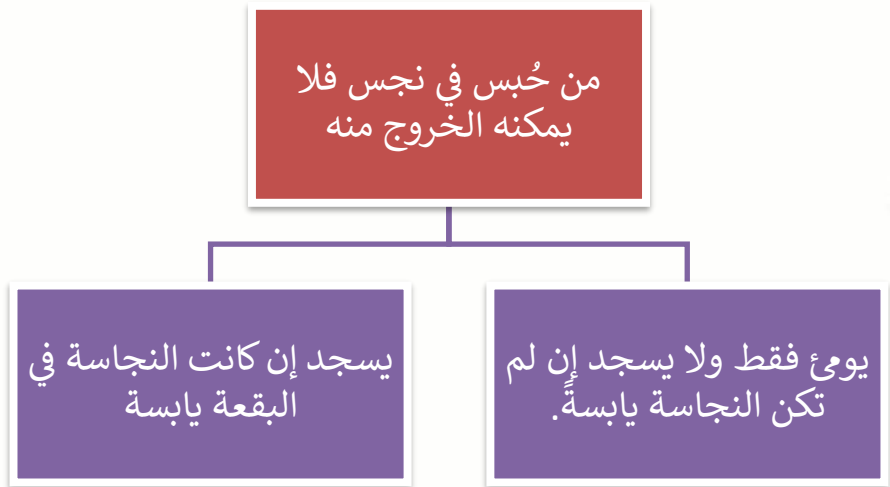 من حُبس في نجس فلا
يمكنه الخروج منه
يومئ فقط ولا يسجد إن لم
تكن النجاسة يابسةً.
يسجد إن كانت النجاسة في
البقعة يابسة